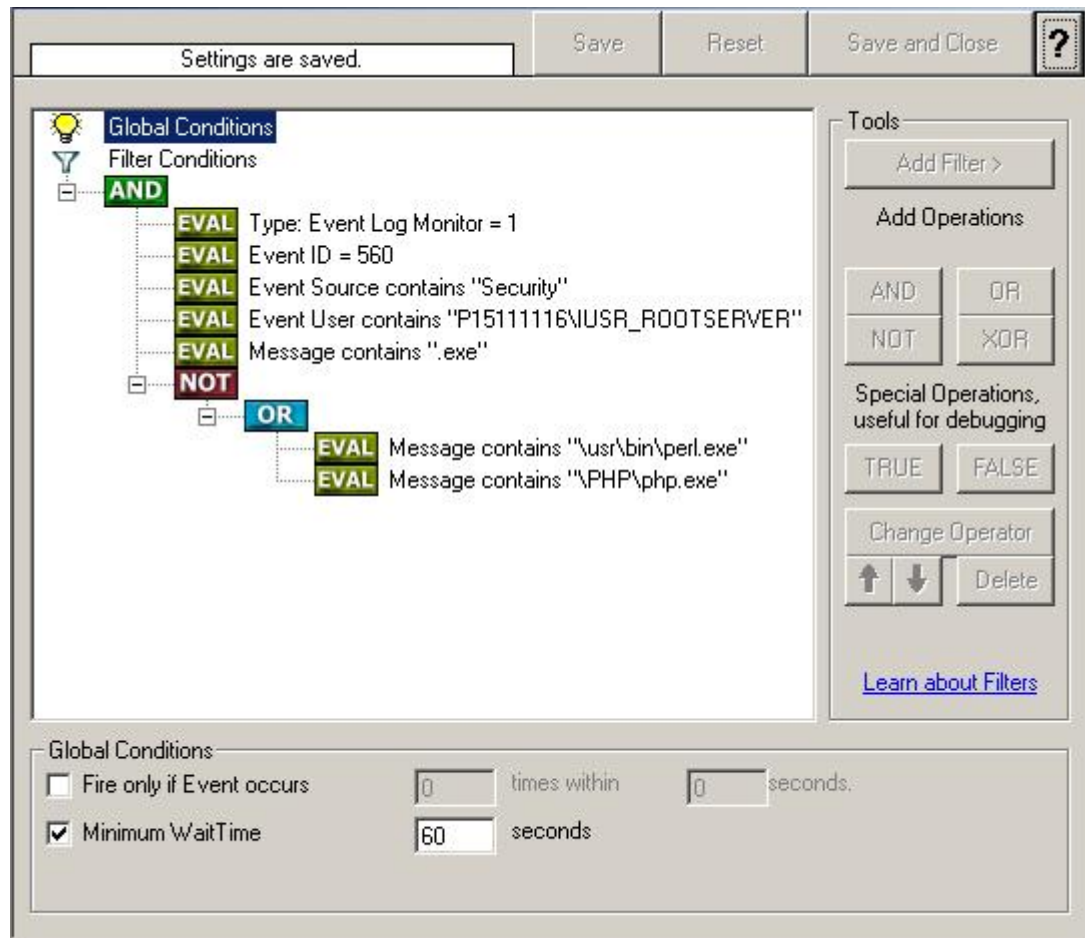 Settings are saved.
Save
Reset
Save and Close
?
Global Conditions
Filter Conditions
AND
EVAL Type: Event Log Monitor = 1
EVAL Event ID = 560
EVAL Event Source contains "Security"
EVAL Event User contains "P15111116\IUSR_ROOTSERVER"
EVAL Message contains ".exe"
NOT
OR
EVAL Message contains "\usr\bin\perl.exe"
EVAL Message contains "\PHP\php.exe"
Tools
Add Filter >
Add Operations
AND OR
NOT XOR
Special Operations,
useful for debugging
TRUE FALSE
Change Operator
Delete
Learn about Filters
Global Conditions
Fire only if Event occurs 0 times within 0 seconds.
Minimum WaitTime 60 seconds